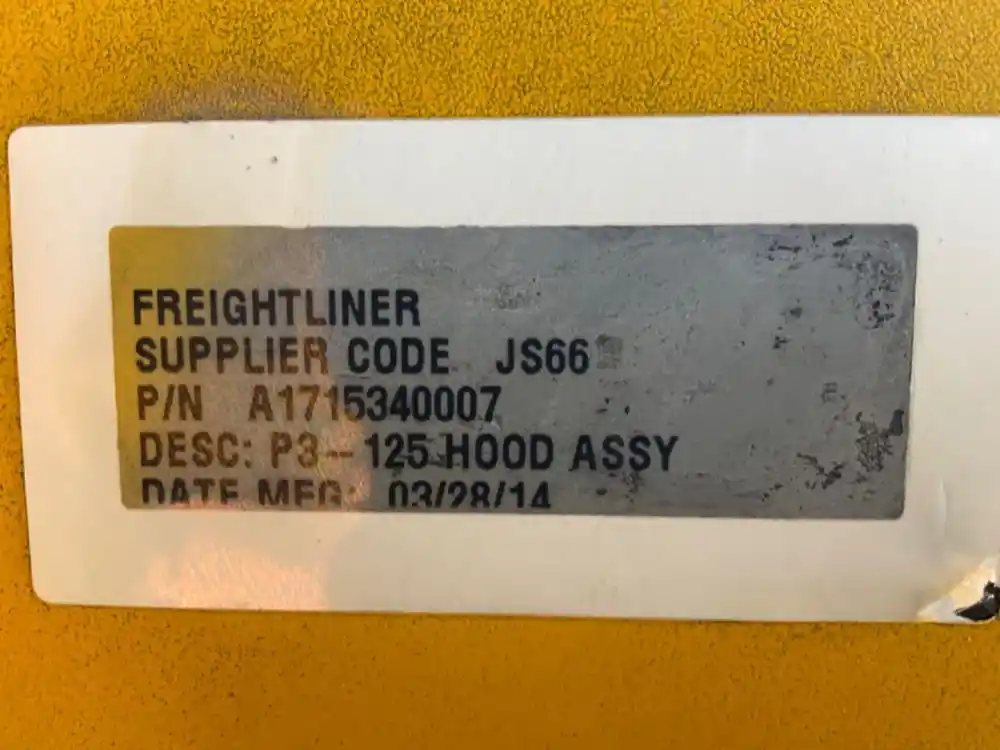 FREIGHTLINER
SUPPLIER CODE JS66
P/N A1715340007
DESC: P3-125 HOOD ASSY
DATE MFG: 03/28/14